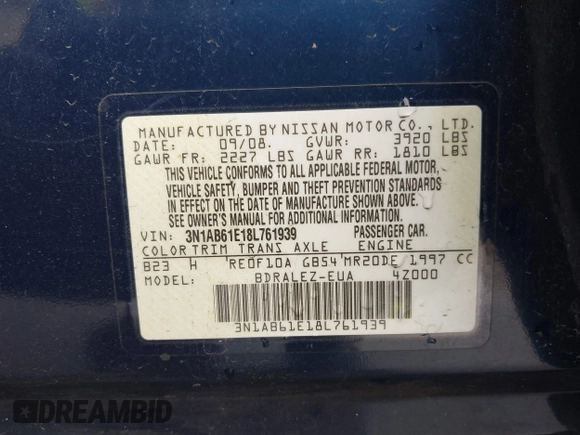 MANUFACTURED BY NISSAN MOTOR CO., LTD.
DATE: 09/08. GVWR: 3920 LBS
GAWR FR: 2227 LBS GAWR RR: 1810 LBS
THIS VEHICLE CONFORMS TO ALL APPLICABLE FEDERAL MOTOR
VEHICLE SAFETY, BUMPER AND THEFT PREVENTION STANDARDS
IN EFFECT ON THE DATE OF MANUFACTURE SHOWN ABOVE.
SEE OWNER'S MANUAL FOR ADDITIONAL INFORMATION.
VIN: 3N1AB61E18L761939 PASSENGER CAR.
COLOR TRIM TRANS AXLE ENGINE
B23 H RE0F10A GB54 MR20DE 1997 CC
MODEL: BDRALEZ-EUA 4Z000
3N1AB61E18L761939
DREAMBID